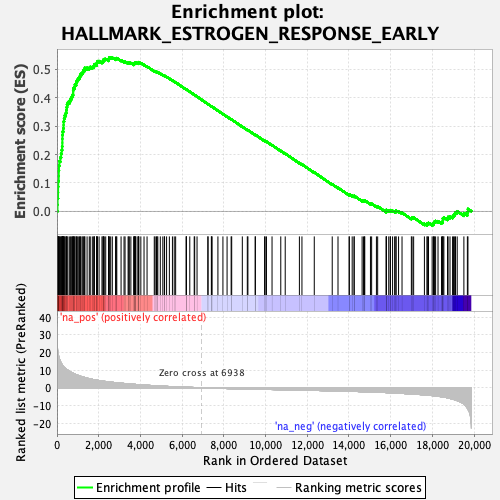 Enrichment plot:
HALLMARK_ESTROGEN_RESPONSE_EARLY
Enrichment score (ES)
0.5
0.4
0.3
0.2
0.1
0.0
'na_pos' (positively correlated)
Ranked list metric (PreRanked)
40
30
20
10
0
-10
-20
Zero cross at 6938
'na_neg' (negatively correlated)
0
2,000
4,000
6,000
8,000
10,000
12,000
14,000
16,000
18,000
20,000
Rank in Ordered Dataset
Enrichment profile
Hits
Ranking metric scores